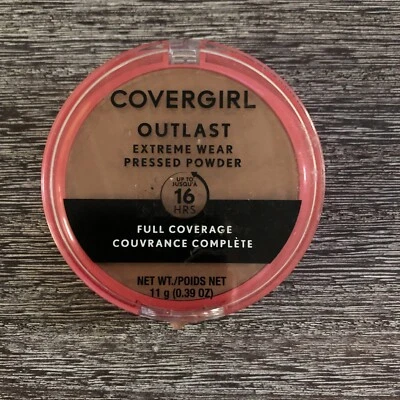 COVERGIRL
OUTLAST
EXTREME WEAR
PRESSED POWDER
UP TO
JUSQU'À
16
HRS
FULL COVERAGE
COUVRANCE COMPLÈTE
NET WT./POIDS NET
11 g (0.39 OZ)